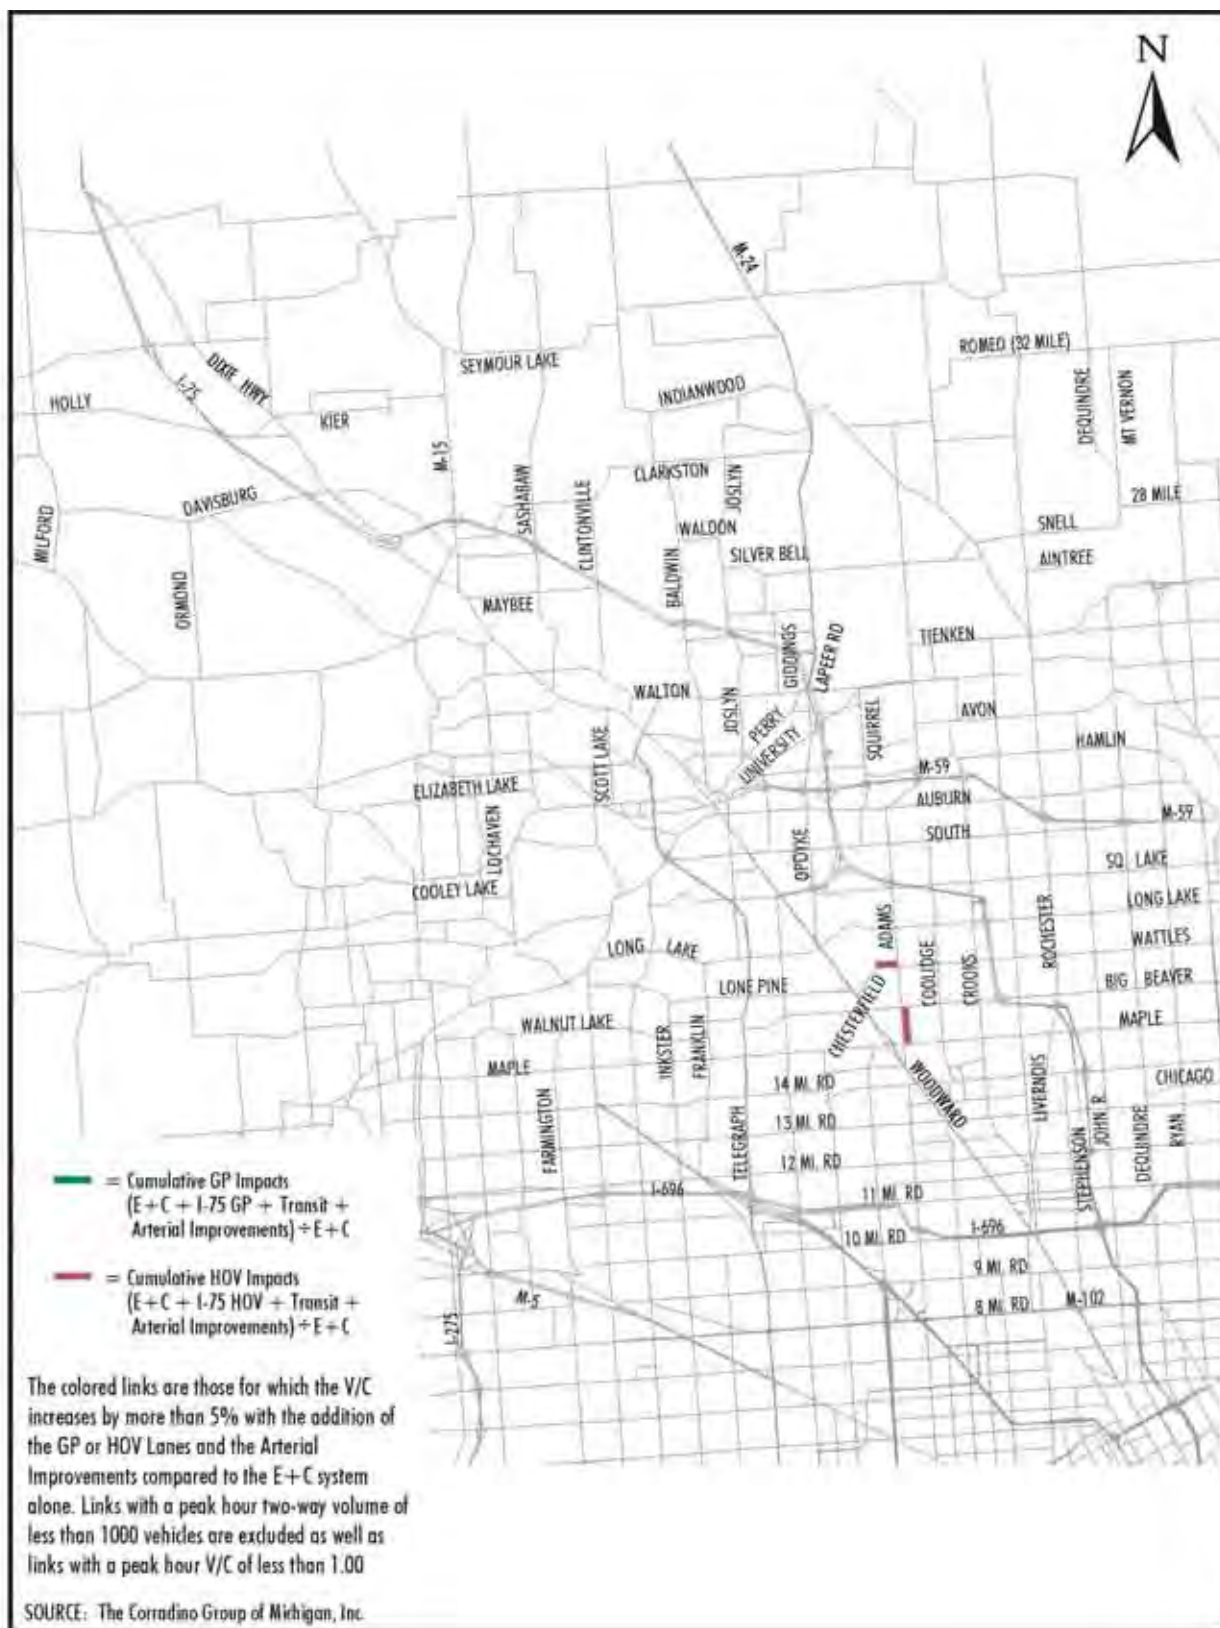 N
M-24
ROMEO (32 MILE)
SEYMOUR LAKE
DIXIE HWY
I-75
INDIANWOOD
DEQUINDRE
MT VERNON
HOLLY
KIER
M-15
SASHABAW
CLARKSTON
JOSLYN
28 MILE
DAVISBURG
CLINTONVILLE
WALDON
SNELL
MILFORD
BALDWIN
SILVER BELL
AINTREE
ORMOND
MAYBEE
GIDDINGS
LAPEER RD
TIENKEN
WALTON
JOSLYN
PERRY
SQUIRREL
AVON
SCOTT LAKE
UNIVERSITY
HAMLIN
M-59
ELIZABETH LAKE
AUBURN
M-59
LOCHAVEN
SOUTH
OPDYKE
SQ. LAKE
COOLEY LAKE
LONG LAKE
ADAMS
ROCHESTER
WATTLES
LONG LAKE
COOLIDGE
CROOKS
LONE PINE
BIG BEAVER
CHESTERFIELD
WALNUT LAKE
MAPLE
INKSTER
FRANKLIN
MAPLE
14 MI. RD
WOODWARD
LIVERNOIS
CHICAGO
13 MI. RD
FARMINGTON
TELEGRAPH
JOHN R.
DEQUINDRE
RYAN
12 MI. RD
STEPHENSON
I-696
11 MI. RD
10 MI. RD
I-696
9 MI. RD
M-5
8 MI. RD
M-102
I-275
= Cumulative GP Impacts
(E+C + I-75 GP + Transit +
Arterial Improvements) ÷ E+C
= Cumulative HOV Impacts
(E+C + I-75 HOV + Transit +
Arterial Improvements) ÷ E+C
The colored links are those for which the V/C
increases by more than 5% with the addition of
the GP or HOV Lanes and the Arterial
Improvements compared to the E+C system
alone. Links with a peak hour two-way volume of
less than 1000 vehicles are excluded as well as
links with a peak hour V/C of less than 1.00
SOURCE: The Corradino Group of Michigan, Inc.